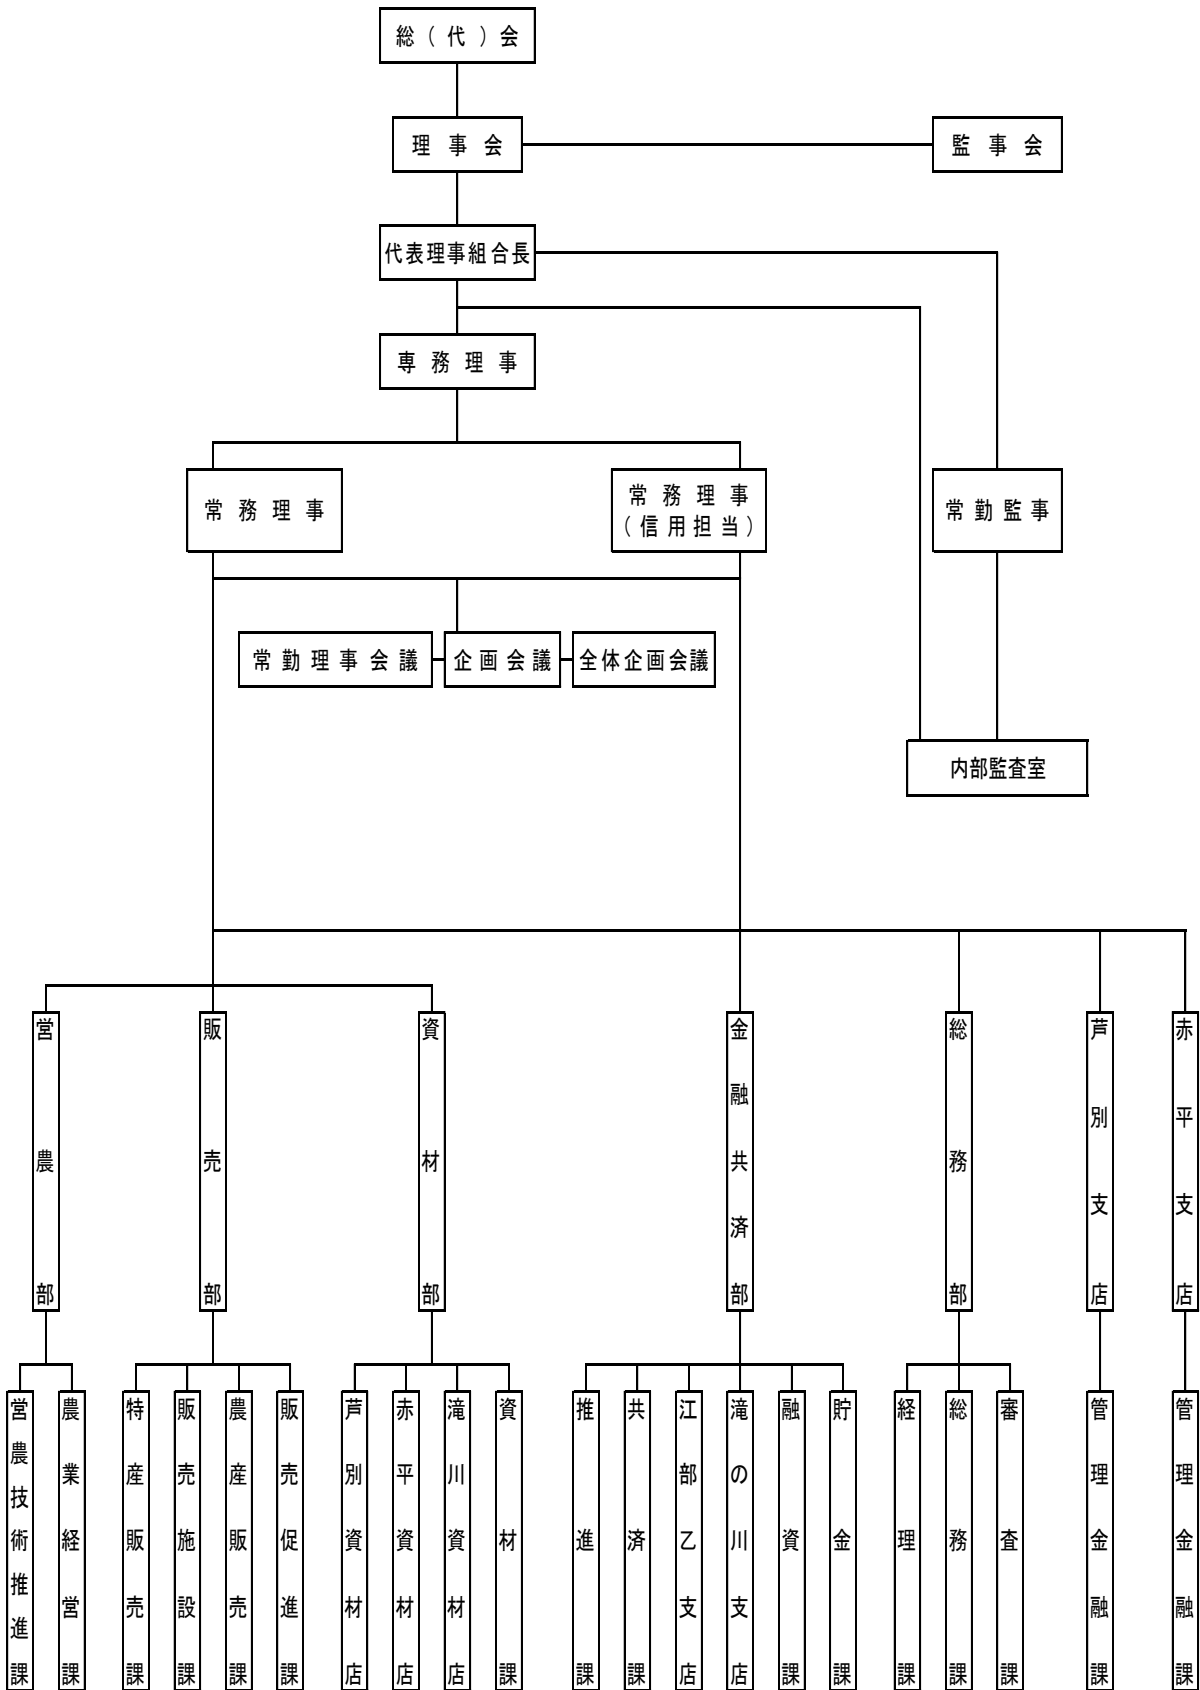 総（代）会
理事会
監事会
代表理事組合長
専務理事
常務理事
常務理事
（信用担当）
常勤監事
常勤理事会議
企画会議
全体企画会議
内部監査室
営農部
販売部
資材部
金融共済部
総務部
芦別支店
赤平支店
営農技術推進課
農業経営課
特産販売課
販売施設課
農産販売課
販売促進課
芦別資材店
赤平資材店
滝川資材店
資材課
推進課
共済課
江部乙支店
滝の川支店
融資課
貯金課
経理課
総務課
審査課
管理金融課
管理金融課